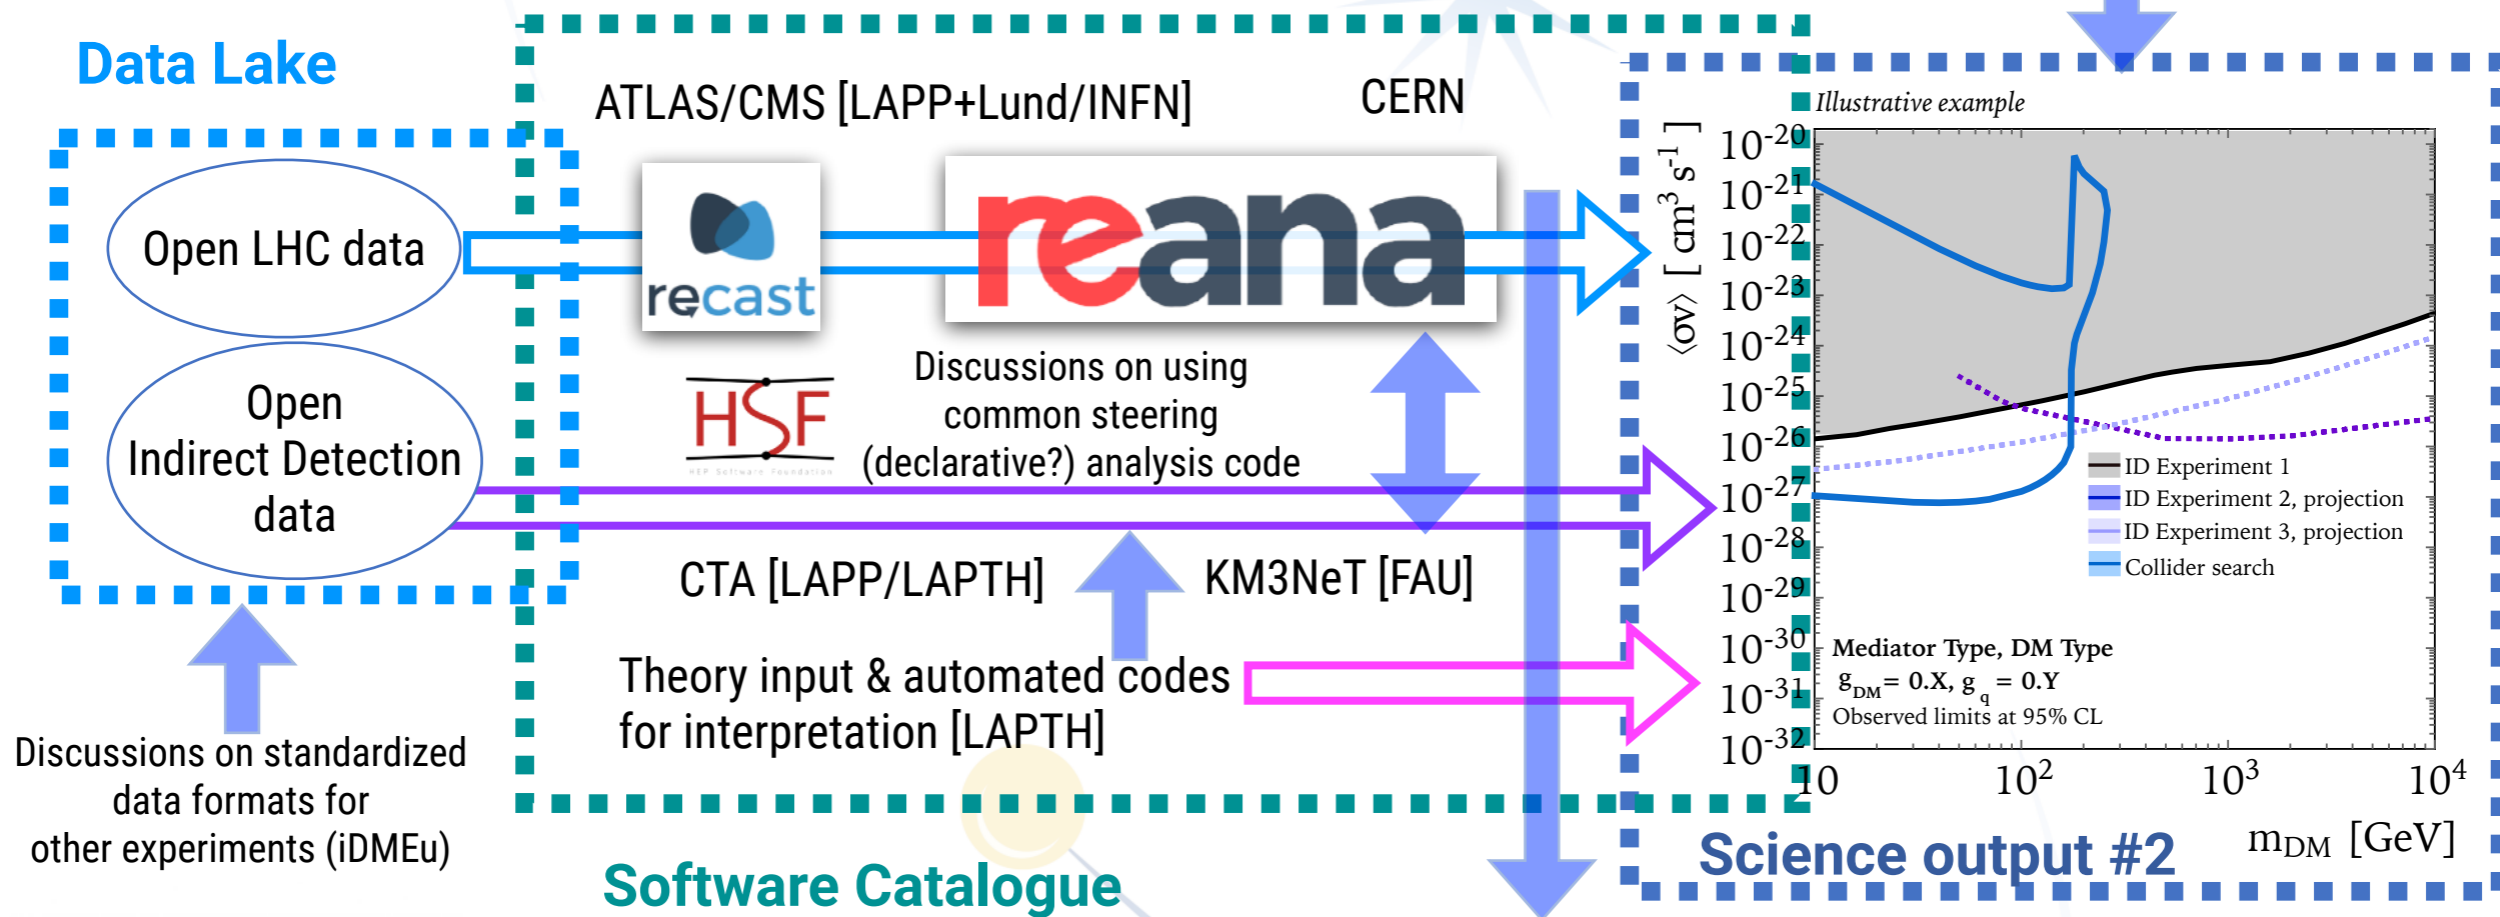 Data Lake
Open LHC data
Open
Indirect Detection
data
Discussions on standardized
data formats for
other experiments (iDMEu)
ATLAS/CMS [LAPP+Lund/INFN]
CERN
recast
reana
HSF
HEP Software Foundation
Discussions on using
common steering
(declarative?) analysis code
CTA [LAPP/LAPTH]
KM3NeT [FAU]
Theory input & automated codes
for interpretation [LAPTH]
Software Catalogue
Illustrative example
⟨σv⟩ [ cm³ s⁻¹ ]
10⁻²⁰
10⁻²¹
10⁻²²
10⁻²³
10⁻²⁴
10⁻²⁵
10⁻²⁶
10⁻²⁷
10⁻²⁸
10⁻²⁹
10⁻³⁰
10⁻³¹
10⁻³²
ID Experiment 1
ID Experiment 2, projection
ID Experiment 3, projection
Collider search
Mediator Type, DM Type
g_DM = 0.X, g_q = 0.Y
Observed limits at 95% CL
10 10² 10³ 10⁴
m_DM [GeV]
Science output #2